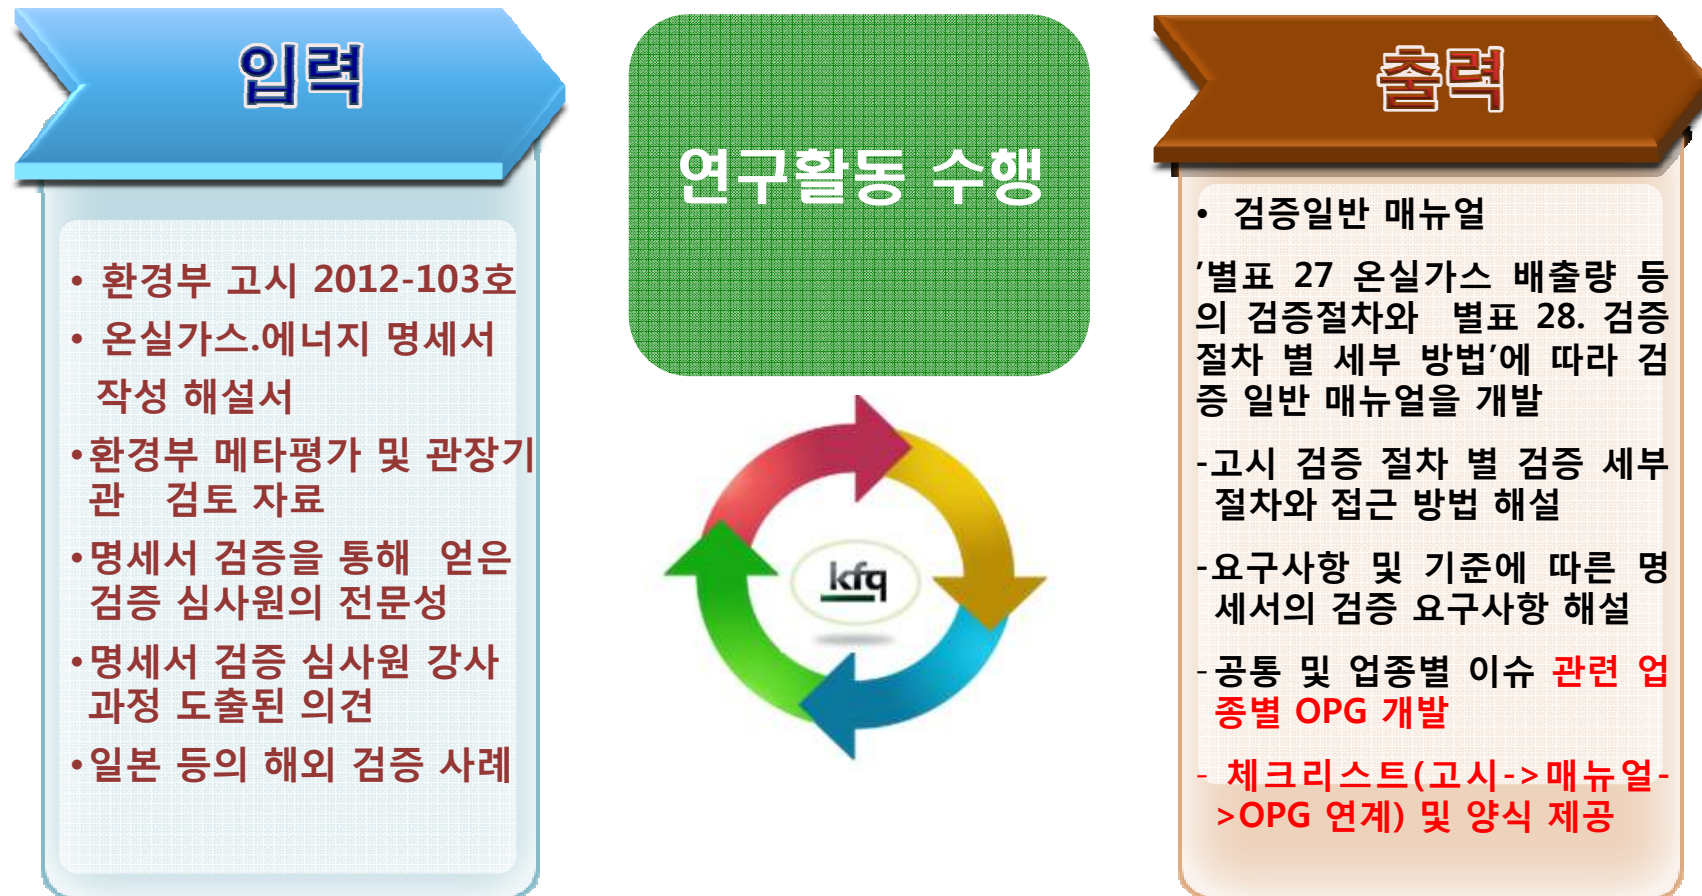 입력
• 환경부 고시 2012-103호
• 온실가스.에너지 명세서
작성 해설서
•환경부 메타평가 및 관장기
관 검토 자료
•명세서 검증을 통해 얻은
검증 심사원의 전문성
•명세서 검증 심사원 강사
과정 도출된 의견
•일본 등의 해외 검증 사례
연구활동 수행
kfq
출력
• 검증일반 매뉴얼
'별표 27 온실가스 배출량 등
의 검증절차와 별표 28. 검증
절차 별 세부 방법'에 따라 검
증 일반 매뉴얼을 개발
-고시 검증 절차 별 검증 세부
절차와 접근 방법 해설
-요구사항 및 기준에 따른 명
세서의 검증 요구사항 해설
-공통 및 업종별 이슈 관련 업
종별 OPG 개발
- 체크리스트(고시->매뉴얼-
>OPG 연계) 및 양식 제공